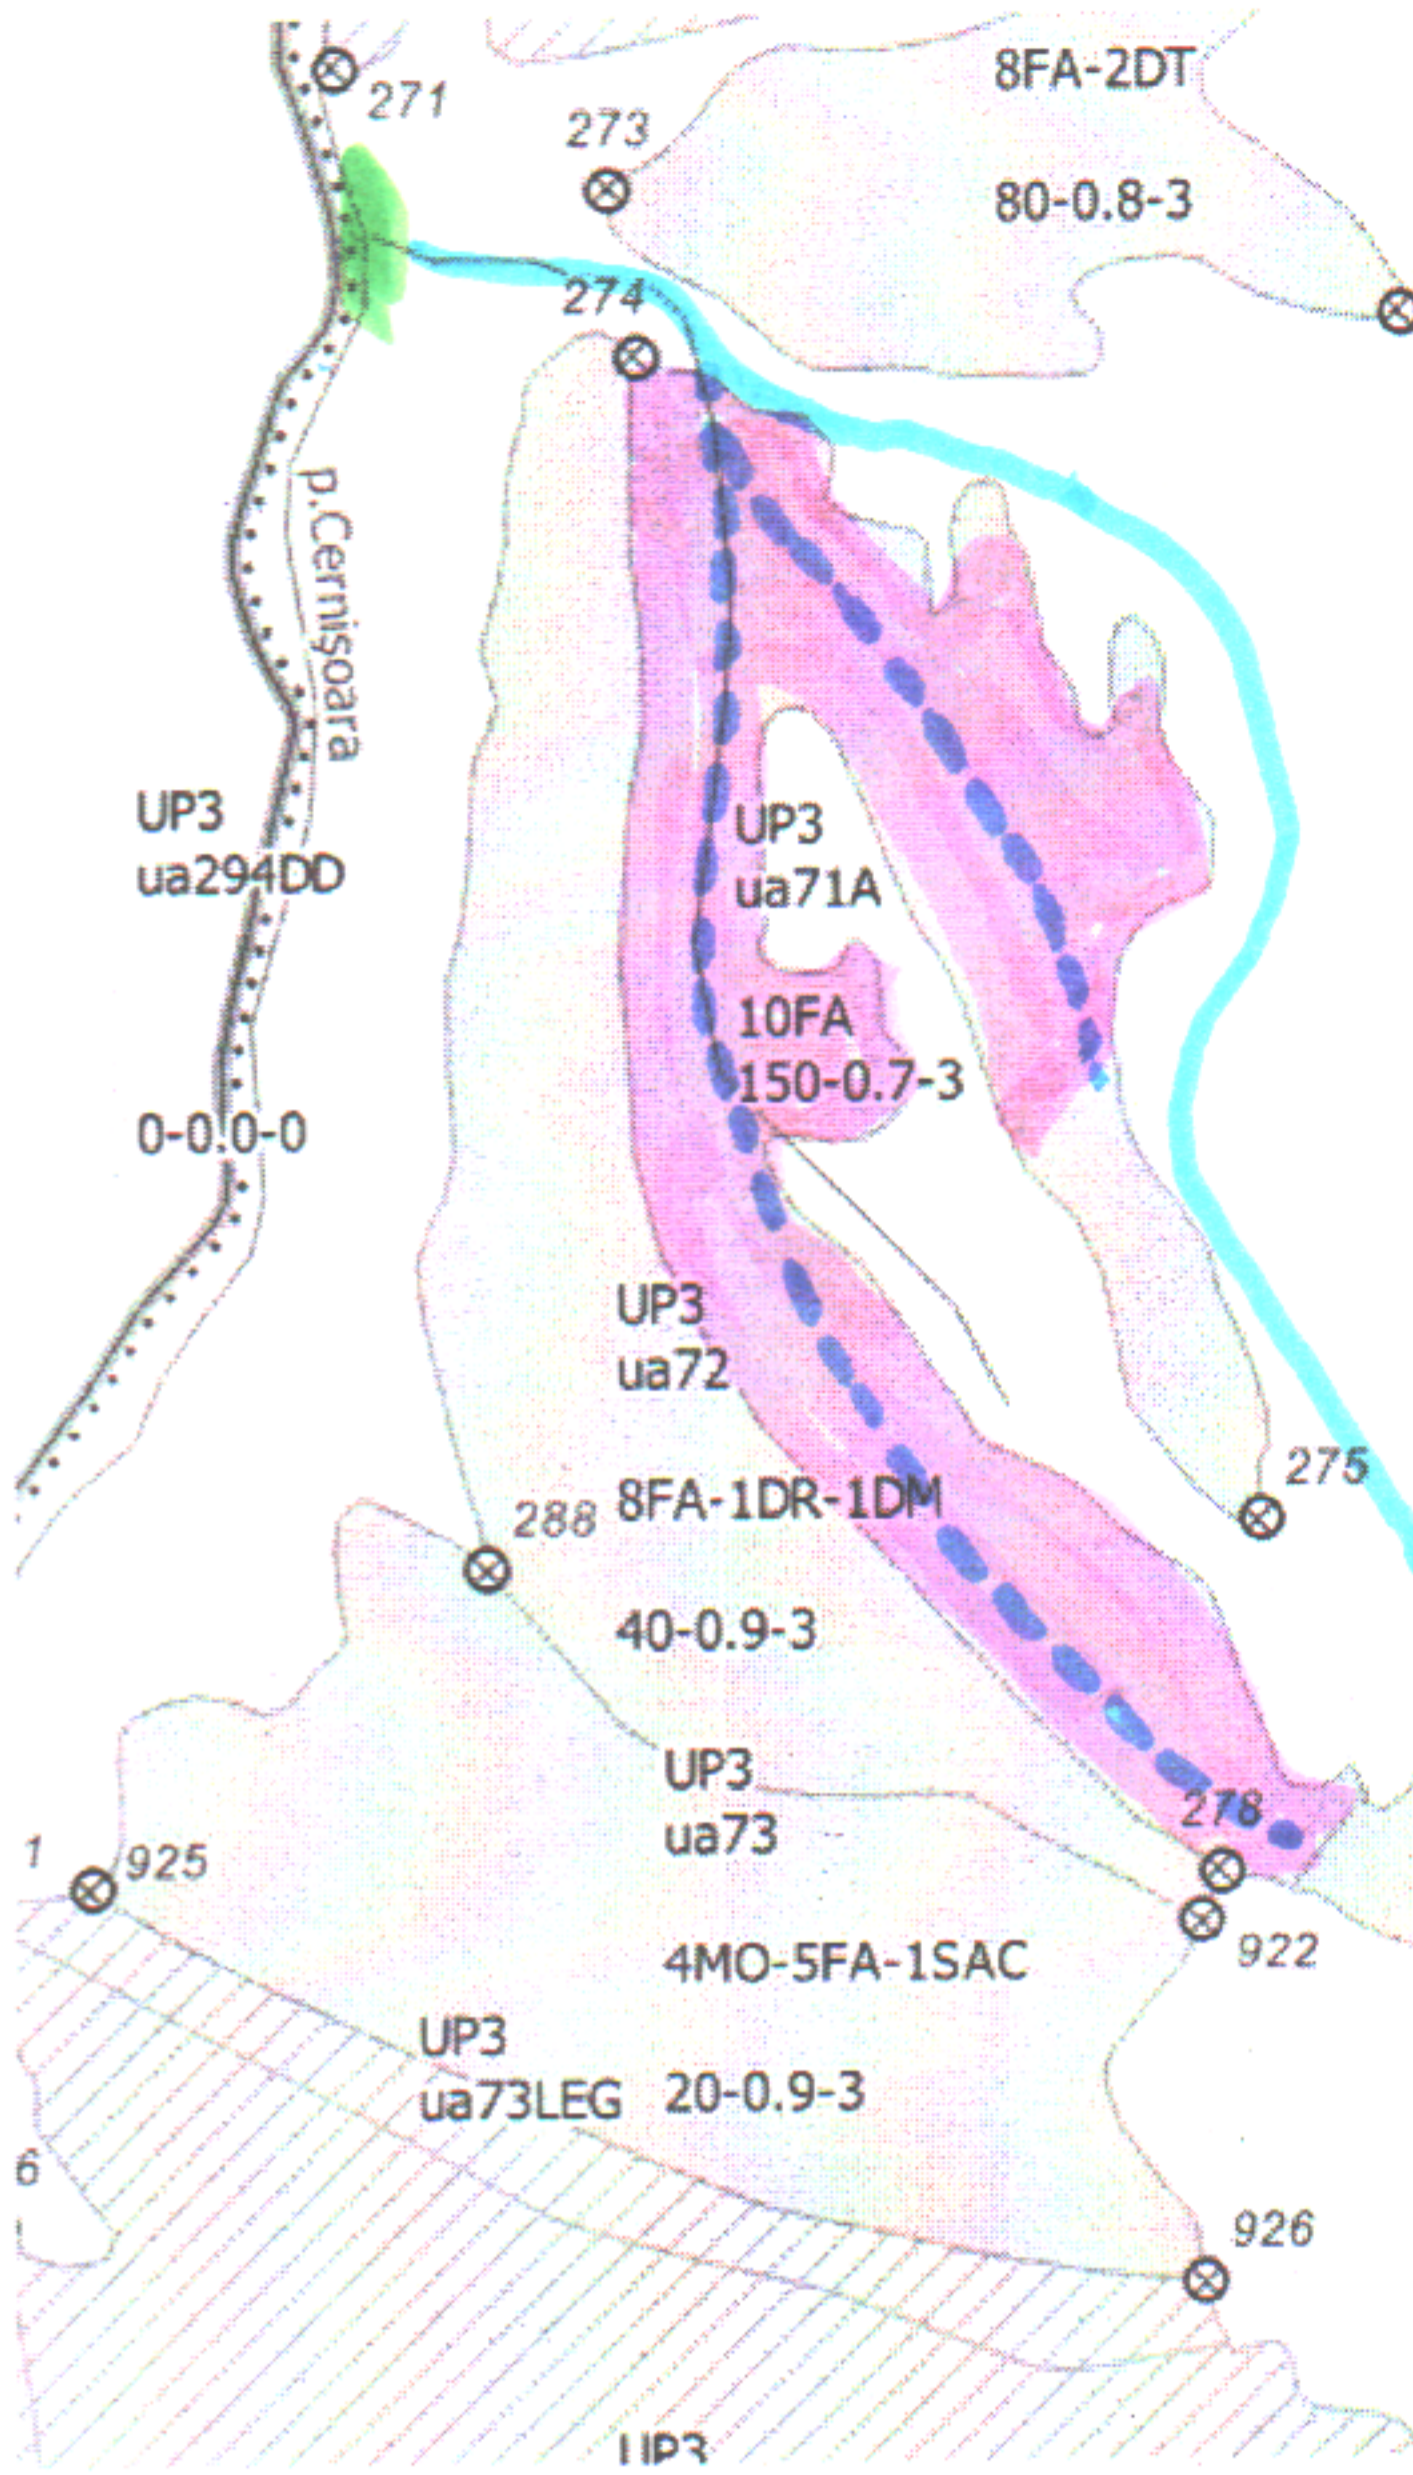 8FA-2DT
271
273
80-0.8-3
274
p.Cernişoara
UP3
ua294DD
UP3
ua71A
10FA
150-0.7-3
0-0.0-0
UP3
ua72
275
288
8FA-1DR-1DM
40-0.9-3
UP3
ua73
278
1
925
922
4MO-5FA-1SAC
UP3
ua73LEG
20-0.9-3
6
926
UP3